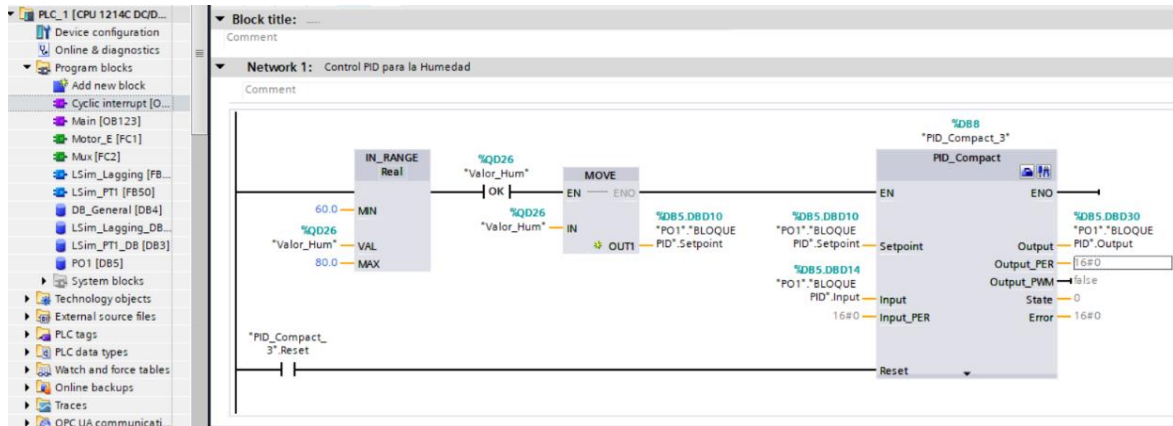 PLC_1 [CPU 1214C DC/D...
Device configuration
Online & diagnostics
Program blocks
Add new block
Cyclic interrupt [O...
Main [OB123]
Motor_E [FC1]
Mux [FC2]
LSim_Lagging [FB...
LSim_PT1 [FB50]
DB_General [DB4]
LSim_Lagging_DB...
LSim_PT1_DB [DB3]
PO1 [DB5]
System blocks
Technology objects
External source files
PLC tags
PLC data types
Watch and force tables
Online backups
Traces
OPC UA communicati...
Block title: .....
Comment
Network 1: Control PID para la Humedad
Comment
IN_RANGE
Real
60.0 MIN
%QD26
"Valor_Hum" VAL
80.0 MAX
%QD26
"Valor_Hum"
OK
MOVE
EN ENO
%QD26
"Valor_Hum" IN
OUT1
%DB5.DBD10
"PO1"."BLOQUE
PID".Setpoint
%DB8
"PID_Compact_3"
PID_Compact
EN ENO
%DB5.DBD10
"PO1"."BLOQUE
PID".Setpoint Setpoint
%DB5.DBD14
"PO1"."BLOQUE
PID".Input Input
16#0 Input_PER
%DB5.DBD30
"PO1"."BLOQUE
Output PID".Output
Output_PER 16#0
Output_PWM false
State 0
Error 16#0
"PID_Compact_
3".Reset
Reset